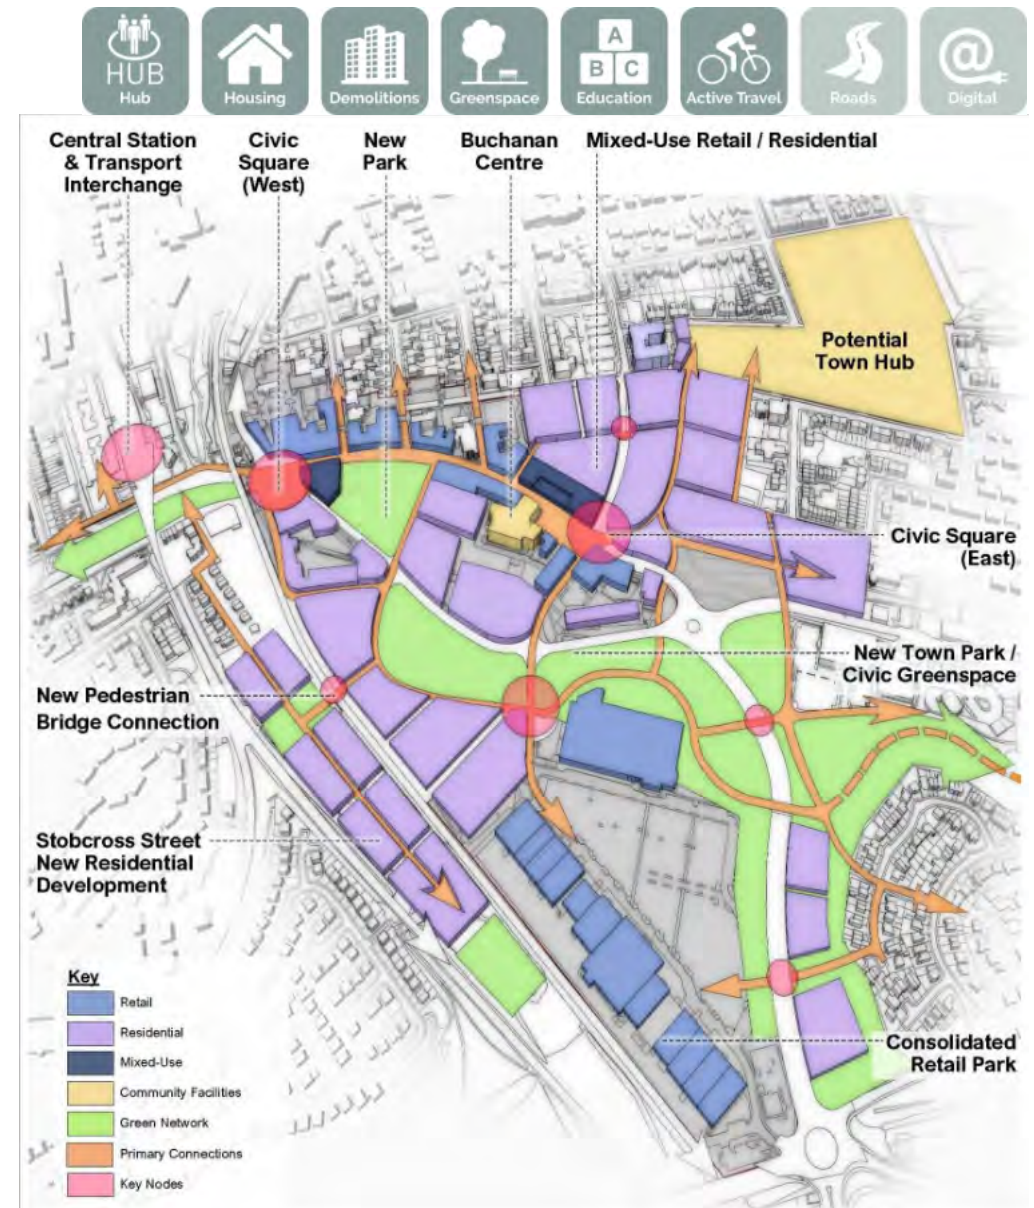 HUB
Hub
Housing
Demolitions
Greenspace
A
B C
Education
Active Travel
Roads
@
Digital
Central Station
& Transport
Interchange
Civic
Square
(West)
New
Park
Buchanan
Centre
Mixed-Use Retail / Residential
Potential
Town Hub
Civic Square
(East)
New Town Park /
Civic Greenspace
New Pedestrian
Bridge Connection
Stobcross Street
New Residential
Development
Consolidated
Retail Park
Key
Retail
Residential
Mixed-Use
Community Facilities
Green Network
Primary Connections
Key Nodes